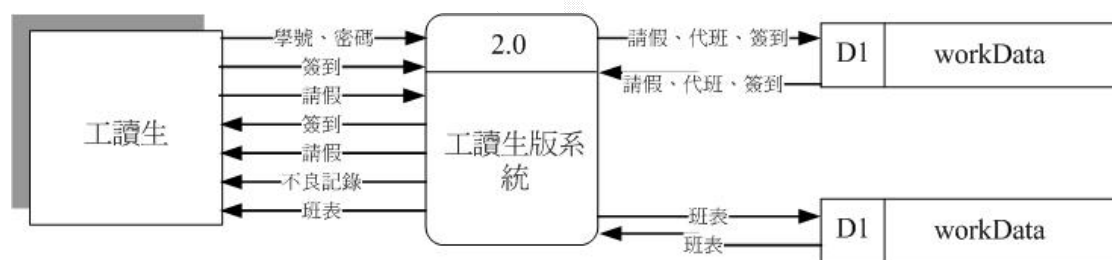 工讀生
學號、密碼
簽到
請假
簽到
請假
不良記錄
班表
2.0
工讀生版系
統
請假、代班、簽到
請假、代班、簽到
班表
班表
D1
workData
D1
workData